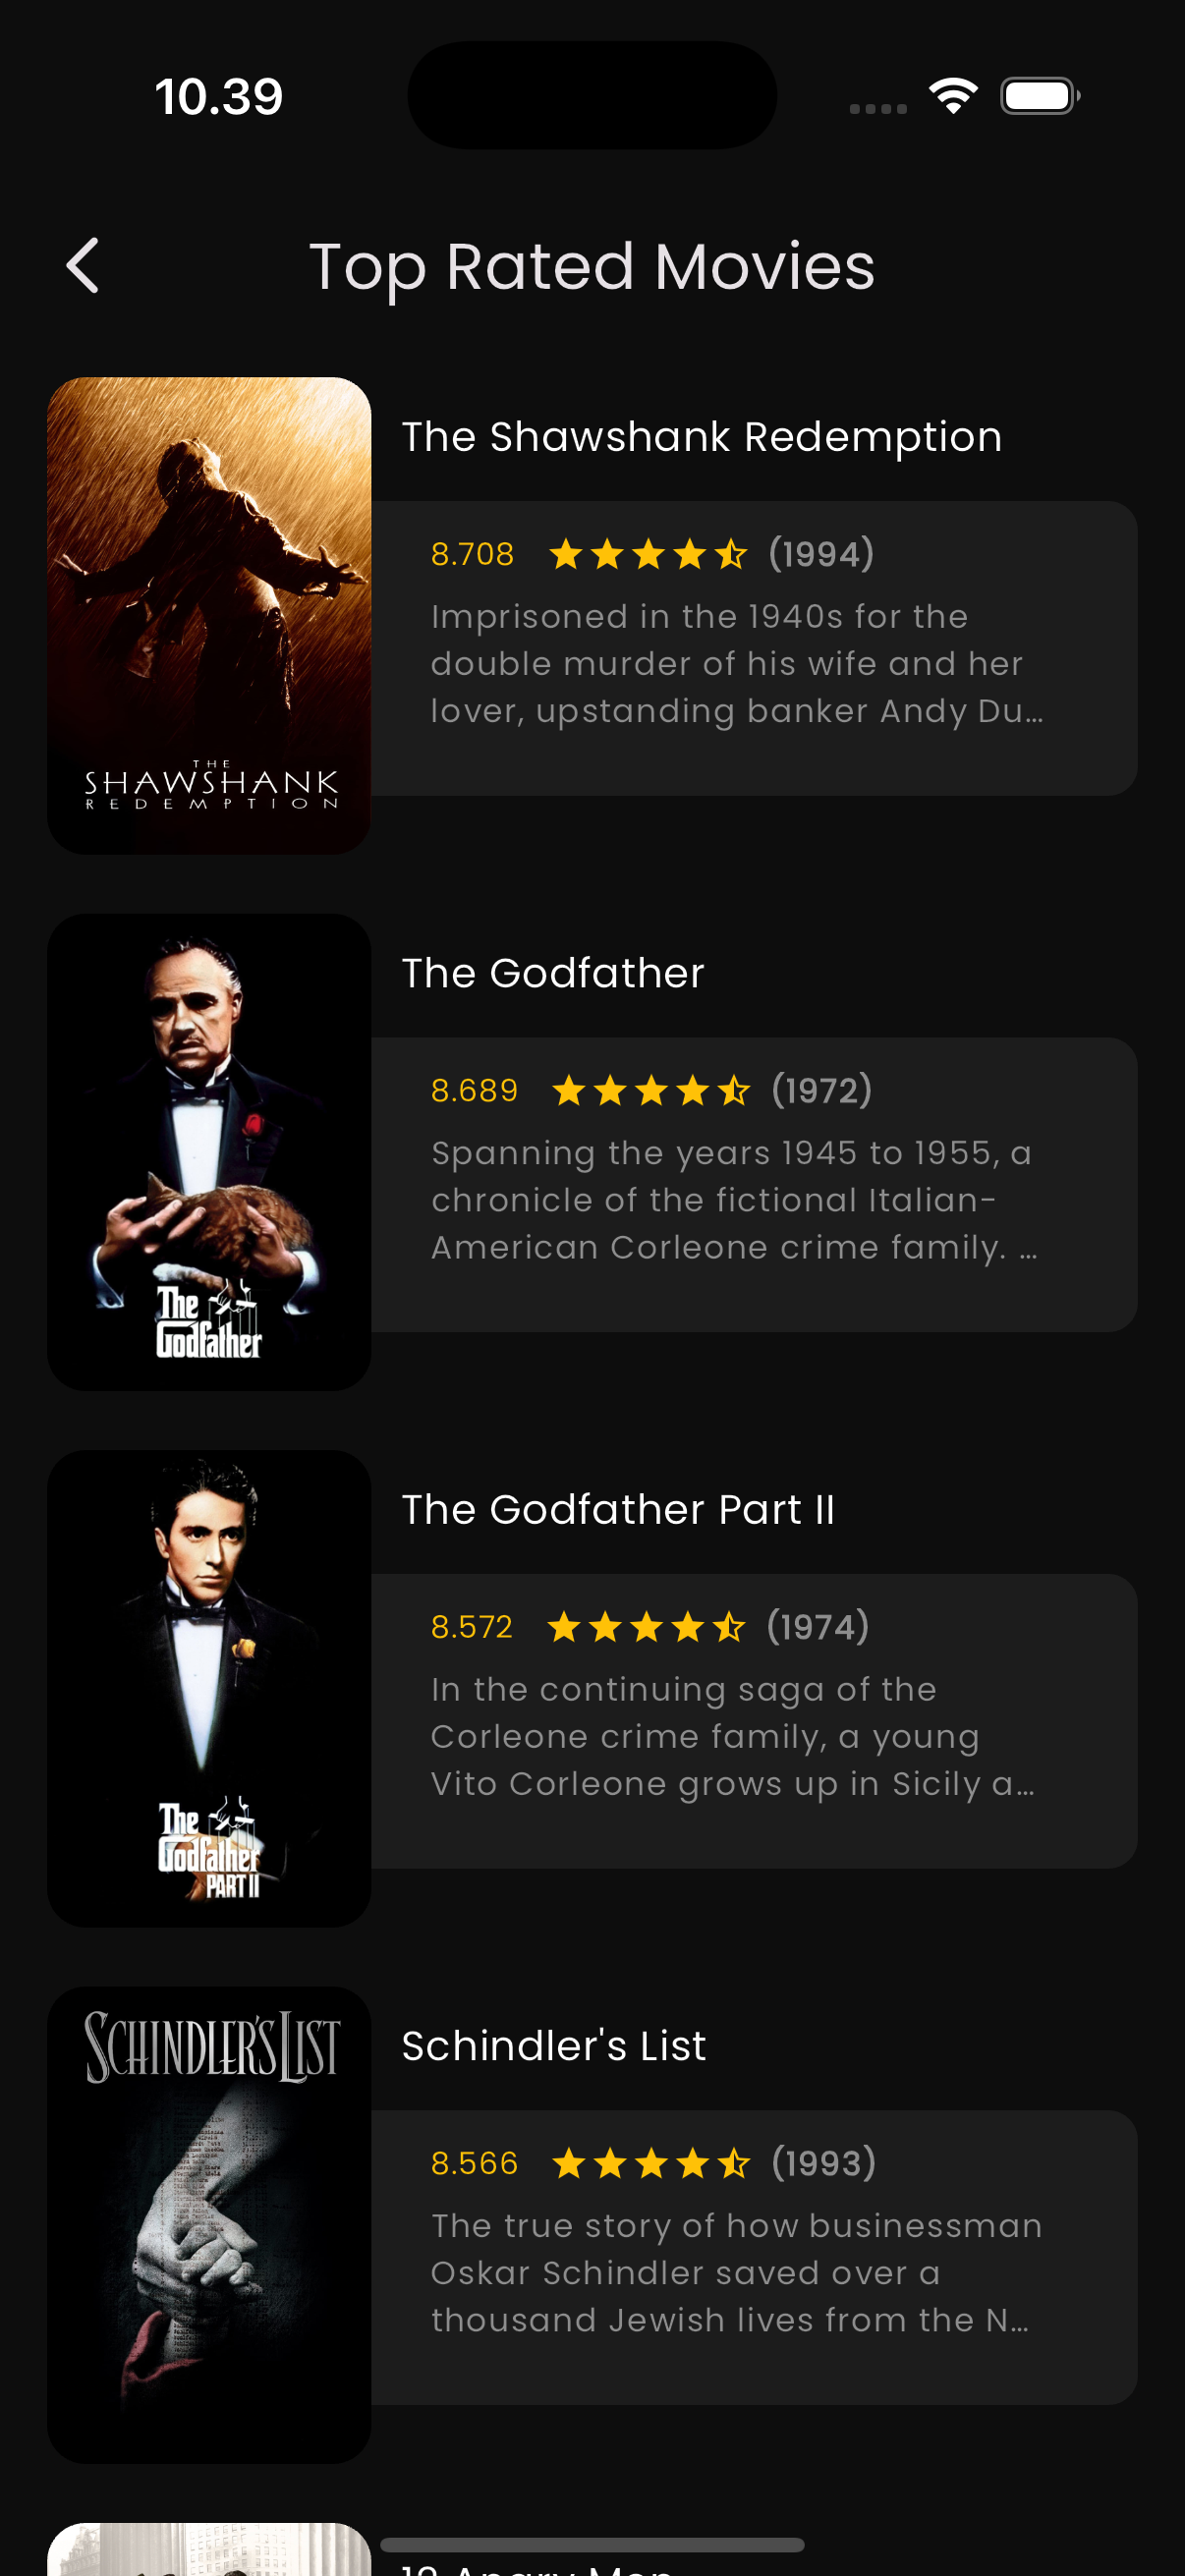 10.39
Top Rated Movies
The Shawshank Redemption
8.708 (1994)
Imprisoned in the 1940s for the
double murder of his wife and her
lover, upstanding banker Andy Du…
THE
SHAWSHANK
REDEMPTION
The Godfather
8.689 (1972)
Spanning the years 1945 to 1955, a
chronicle of the fictional Italian-
American Corleone crime family. …
The
Godfather
The Godfather Part II
8.572 (1974)
In the continuing saga of the
Corleone crime family, a young
Vito Corleone grows up in Sicily a…
The
Godfather
PART II
SCHINDLER'S LIST
Schindler's List
8.566 (1993)
The true story of how businessman
Oskar Schindler saved over a
thousand Jewish lives from the N…
12 Angry Men